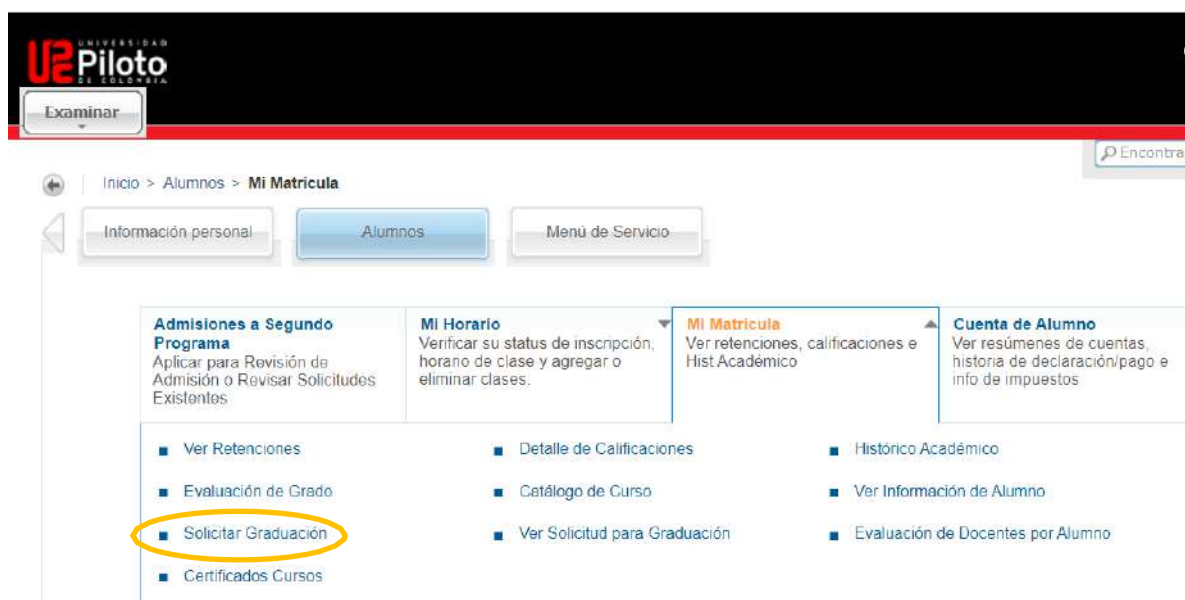 UNIVERSIDAD
Piloto
DE COLOMBIA
Examinar
Encontra
Inicio > Alumnos > Mi Matricula
Información personal
Alumnos
Menú de Servicio
Admisiones a Segundo
Programa
Aplicar para Revisión de
Admisión o Revisar Solicitudes
Existentes
Mi Horario
Verificar su status de inscripción,
horario de clase y agregar o
eliminar clases.
Mi Matricula
Ver retenciones, calificaciones e
Hist Académico
Cuenta de Alumno
Ver resúmenes de cuentas,
historia de declaración/pago e
info de impuestos
Ver Retenciones
Detalle de Calificaciones
Histórico Académico
Evaluación de Grado
Catálogo de Curso
Ver Información de Alumno
Solicitar Graduación
Ver Solicitud para Graduación
Evaluación de Docentes por Alumno
Certificados Cursos